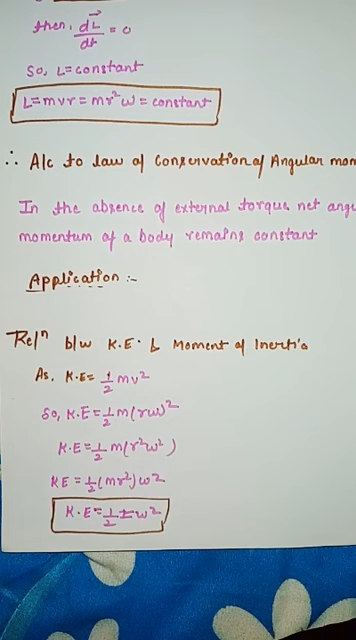 then, dL⃗/dt = 0
So, L = constant
L = mvr = mr²ω = constant
∴ A/c to law of Conservation of Angular mom
In the absence of external torque net angu
momentum of a body remains constant
Application :-
Relⁿ b/w K.E. & Moment of Inertia
As, K.E = 1/2 mv²
So, K.E = 1/2 m(rω)²
K.E = 1/2 m(r²ω²)
KE = 1/2 (mr²)ω²
K.E = 1/2 Iω²